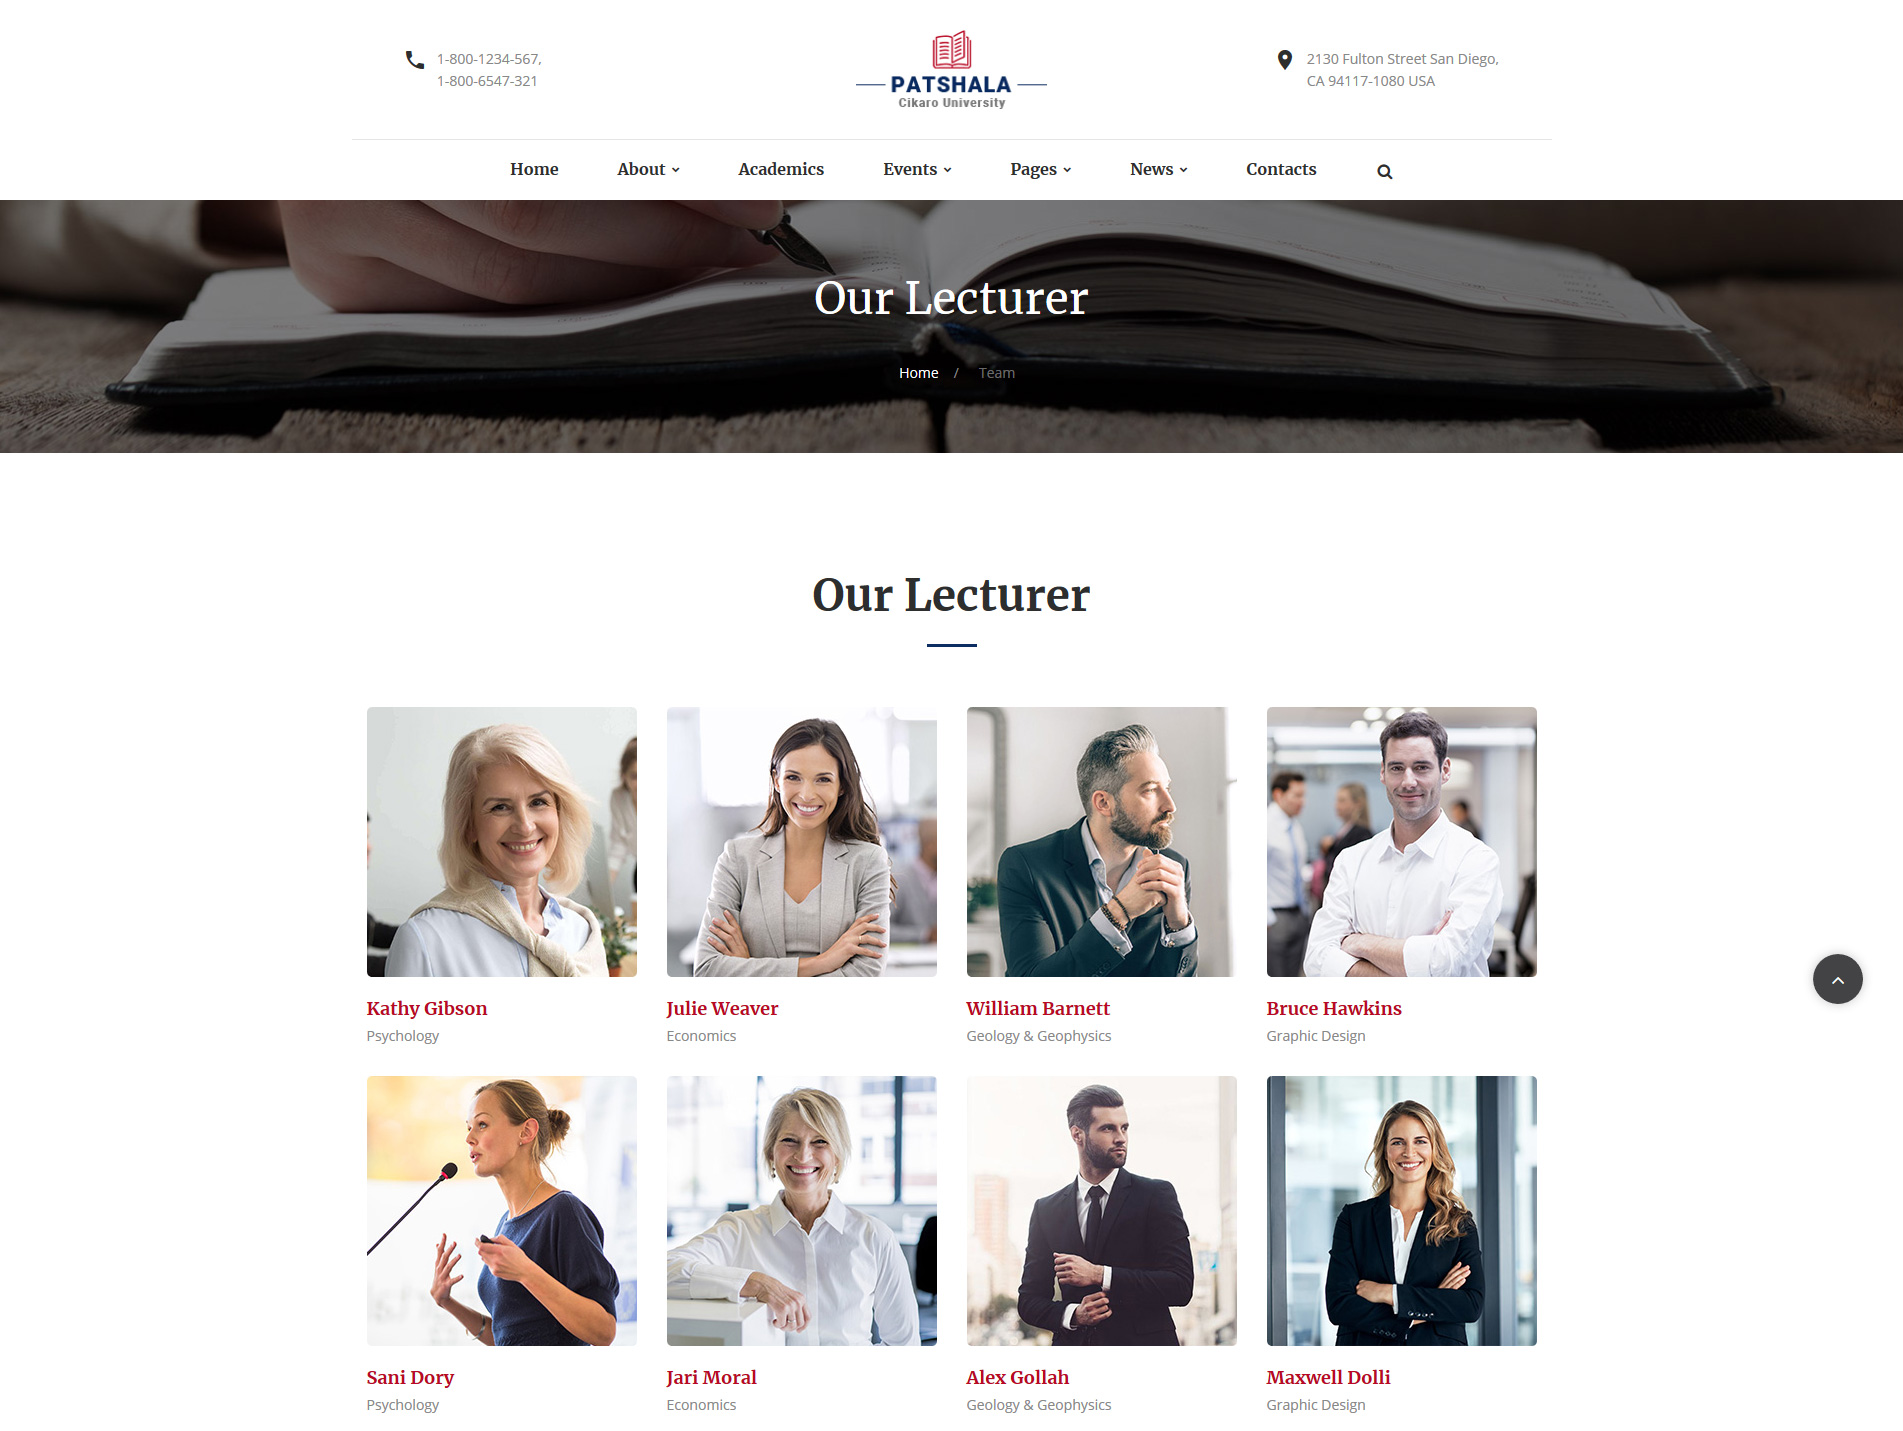 1-800-1234-567,
1-800-6547-321
PATSHALA
Cikaro University
2130 Fulton Street San Diego,
CA 94117-1080 USA
Home About Academics Events Pages News Contacts
Our Lecturer
Home / Team
Our Lecturer
Kathy Gibson
Psychology
Julie Weaver
Economics
William Barnett
Geology & Geophysics
Bruce Hawkins
Graphic Design
Sani Dory
Psychology
Jari Moral
Economics
Alex Gollah
Geology & Geophysics
Maxwell Dolli
Graphic Design